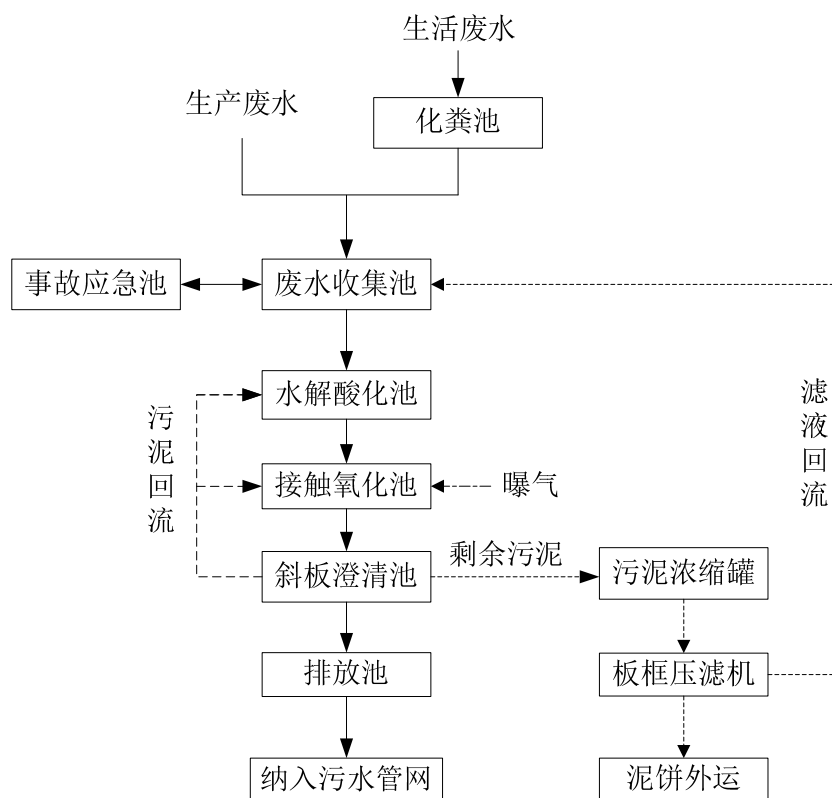 生活废水
生产废水
化粪池
事故应急池
废水收集池
水解酸化池
污泥回流
滤液回流
接触氧化池
曝气
斜板澄清池
剩余污泥
污泥浓缩罐
排放池
板框压滤机
纳入污水管网
泥饼外运